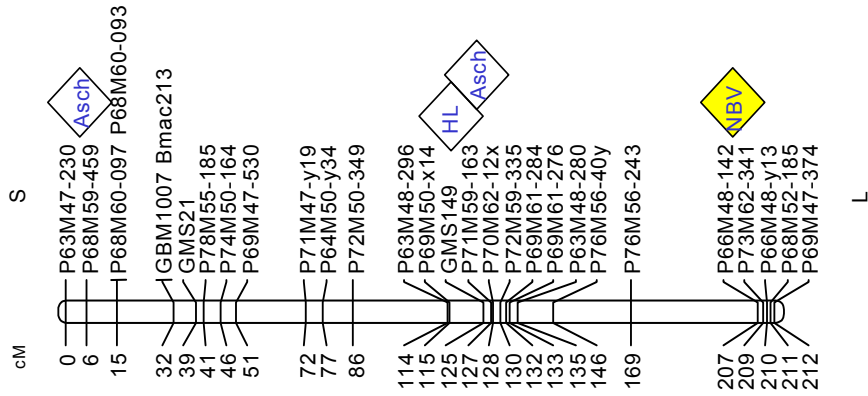 cM S
0 P63M47-230
Asch
6 P68M59-459
15 P68M60-097 P68M60-093
32 GBM1007 Bmac213
39 GMS21
41 P78M55-185
46 P74M50-164
51 P69M47-530
72 P71M47-y19
77 P64M50-y34
86 P72M50-349
114 P63M48-296
115 P69M50-x14
125 GMS149
HL
127 P71M59-163
Asch
128 P70M62-12x
130 P72M59-335
132 P69M61-284
133 P69M61-276
135 P63M48-280
146 P76M56-40y
169 P76M56-243
207 P66M48-142
NBV
209 P73M62-341
210 P66M48-y13
211 P68M52-185
212 P69M47-374
L